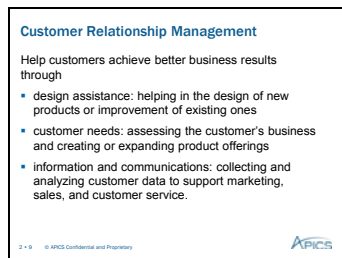 Customer Relationship Management
Help customers achieve better business results
through
▪ design assistance: helping in the design of new
products or improvement of existing ones
▪ customer needs: assessing the customer's business
and creating or expanding product offerings
▪ information and communications: collecting and
analyzing customer data to support marketing,
sales, and customer service.
2 • 9 © APICS Confidential and Proprietary
APICS